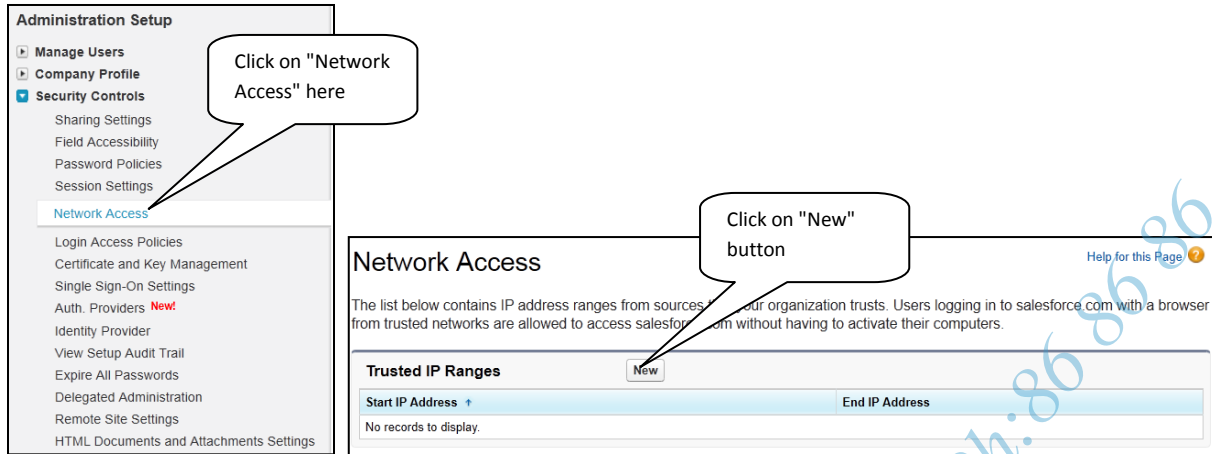 Administration Setup
Manage Users
Company Profile
Security Controls
Sharing Settings
Field Accessibility
Password Policies
Session Settings
Network Access
Login Access Policies
Certificate and Key Management
Single Sign-On Settings
Auth. Providers New!
Identity Provider
View Setup Audit Trail
Expire All Passwords
Delegated Administration
Remote Site Settings
HTML Documents and Attachments Settings
Click on "Network
Access" here
Click on "New"
button
Network Access
Help for this Page ?
The list below contains IP address ranges from sources your organization trusts. Users logging in to salesforce.com with a browser
from trusted networks are allowed to access salesforce.com without having to activate their computers.
Trusted IP Ranges
New
Start IP Address ↑
End IP Address
No records to display.
ph:86 86 86